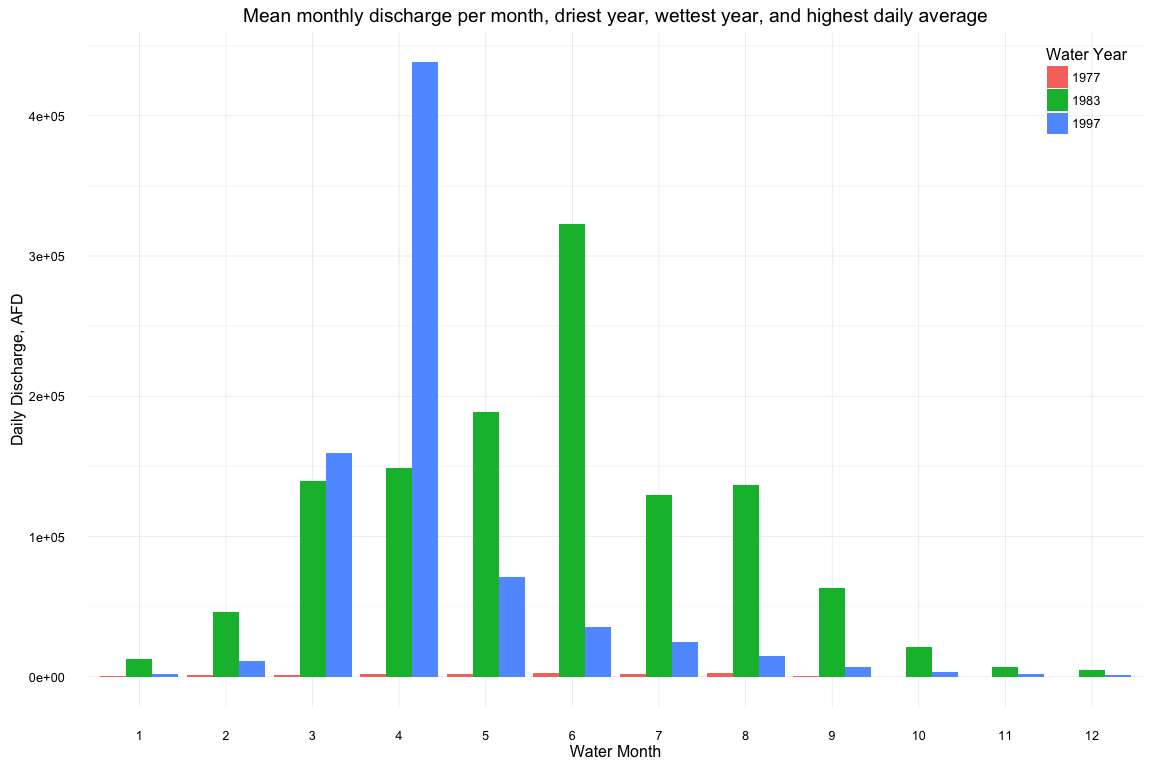 Mean monthly discharge per month, driest year, wettest year, and highest daily average
Water Year
1977
1983
1997
4e+05
3e+05
2e+05
1e+05
0e+00
Daily Discharge, AFD
1 2 3 4 5 6 7 8 9 10 11 12
Water Month